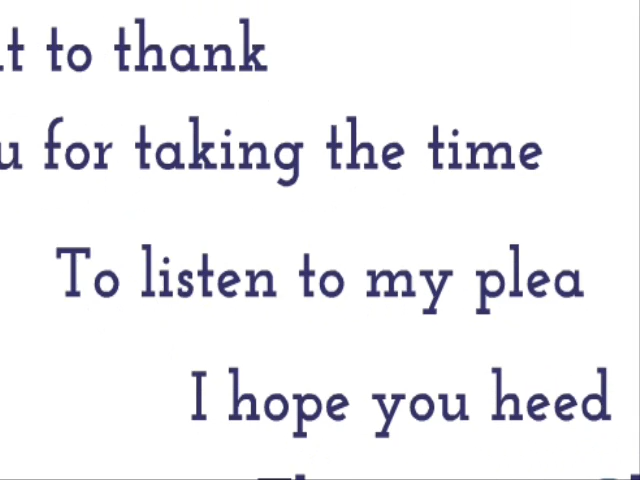 to thank
for taking the time
To listen to my plea
I hope you heed